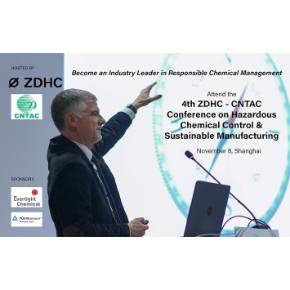 HOSTED BY
Become an Industry Leader in Responsible Chemical Management
ZDHC
Attend the
4th ZDHC - CNTAC
Conference on Hazardous
Chemical Control &
Sustainable Manufacturing
November 8, Shanghai
CNTAC
SPONSORS
Everlight
Chemical
TÜVRheinland